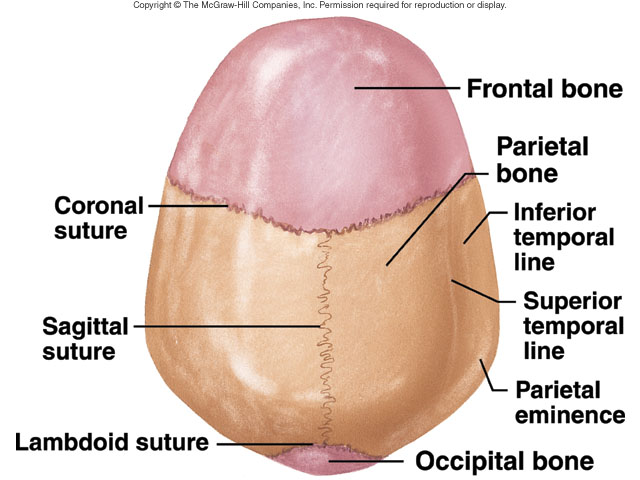 Copyright © The McGraw-Hill Companies, Inc. Permission required for reproduction or display.
Frontal bone
Parietal
bone
Coronal
suture
Inferior
temporal
line
Sagittal
suture
Superior
temporal
line
Parietal
eminence
Lambdoid suture
Occipital bone